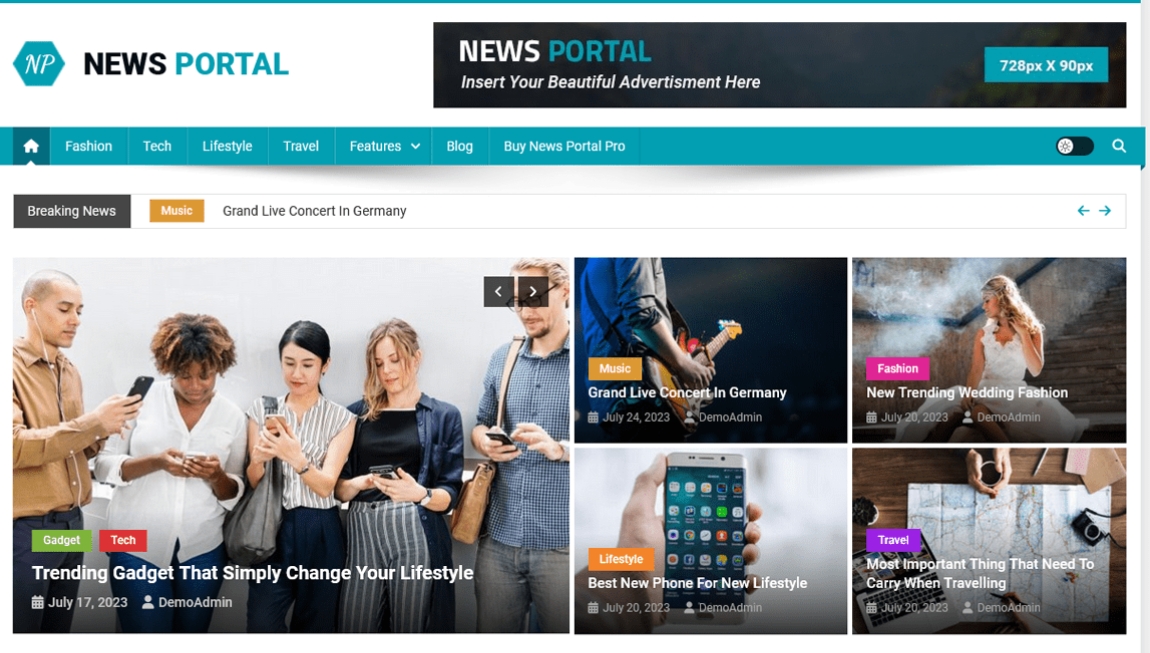 NP NEWS PORTAL
NEWS PORTAL
Insert Your Beautiful Advertisment Here
728px X 90px
Fashion Tech Lifestyle Travel Features Blog Buy News Portal Pro
Breaking News Music Grand Live Concert In Germany
Gadget Tech
Trending Gadget That Simply Change Your Lifestyle
July 17, 2023 DemoAdmin
Music
Grand Live Concert In Germany
July 24, 2023 DemoAdmin
Fashion
New Trending Wedding Fashion
July 20, 2023 DemoAdmin
Lifestyle
Best New Phone For New Lifestyle
July 20, 2023 DemoAdmin
Travel
Most Important Thing That Need To
Carry When Travelling
July 20, 2023 DemoAdmin